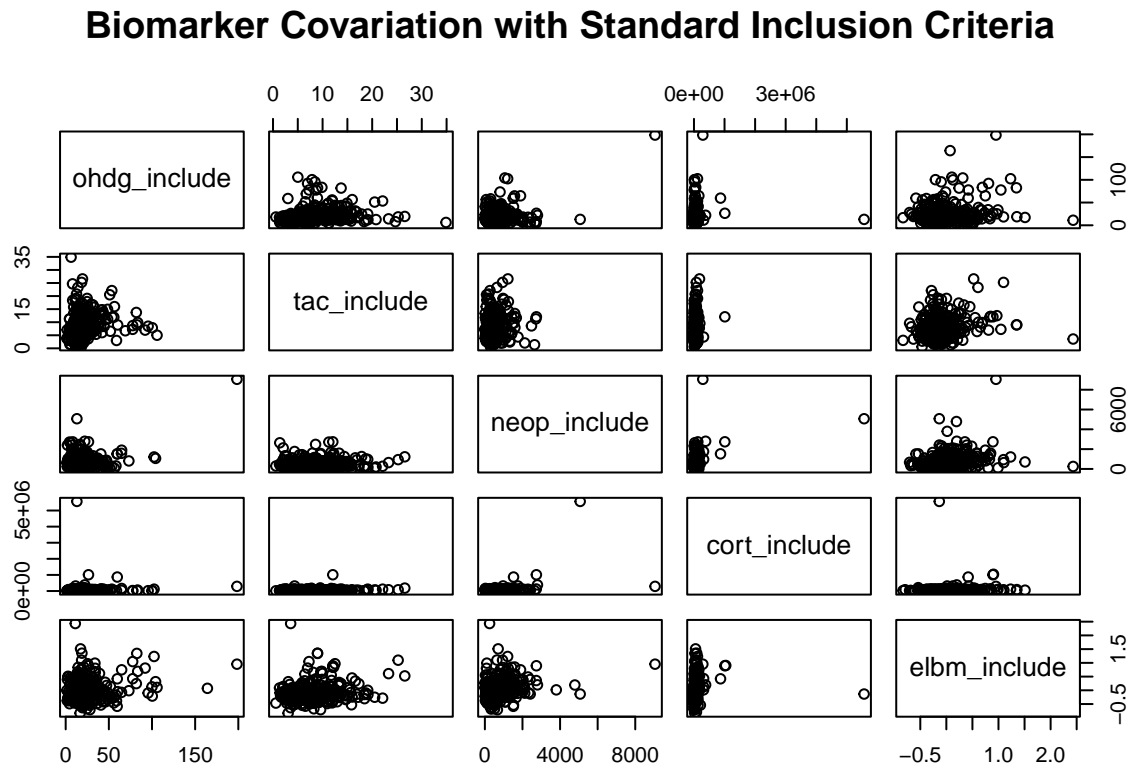 Biomarker Covariation with Standard Inclusion Criteria
0 10 20 30 0e+00 3e+06
ohdg_include 0 100
0 15 35 tac_include
neop_include 0 6000
0e+00 5e+06 cort_include
elbm_include −0.5 1.5
0 50 150 0 4000 8000 −0.5 1.0 2.0